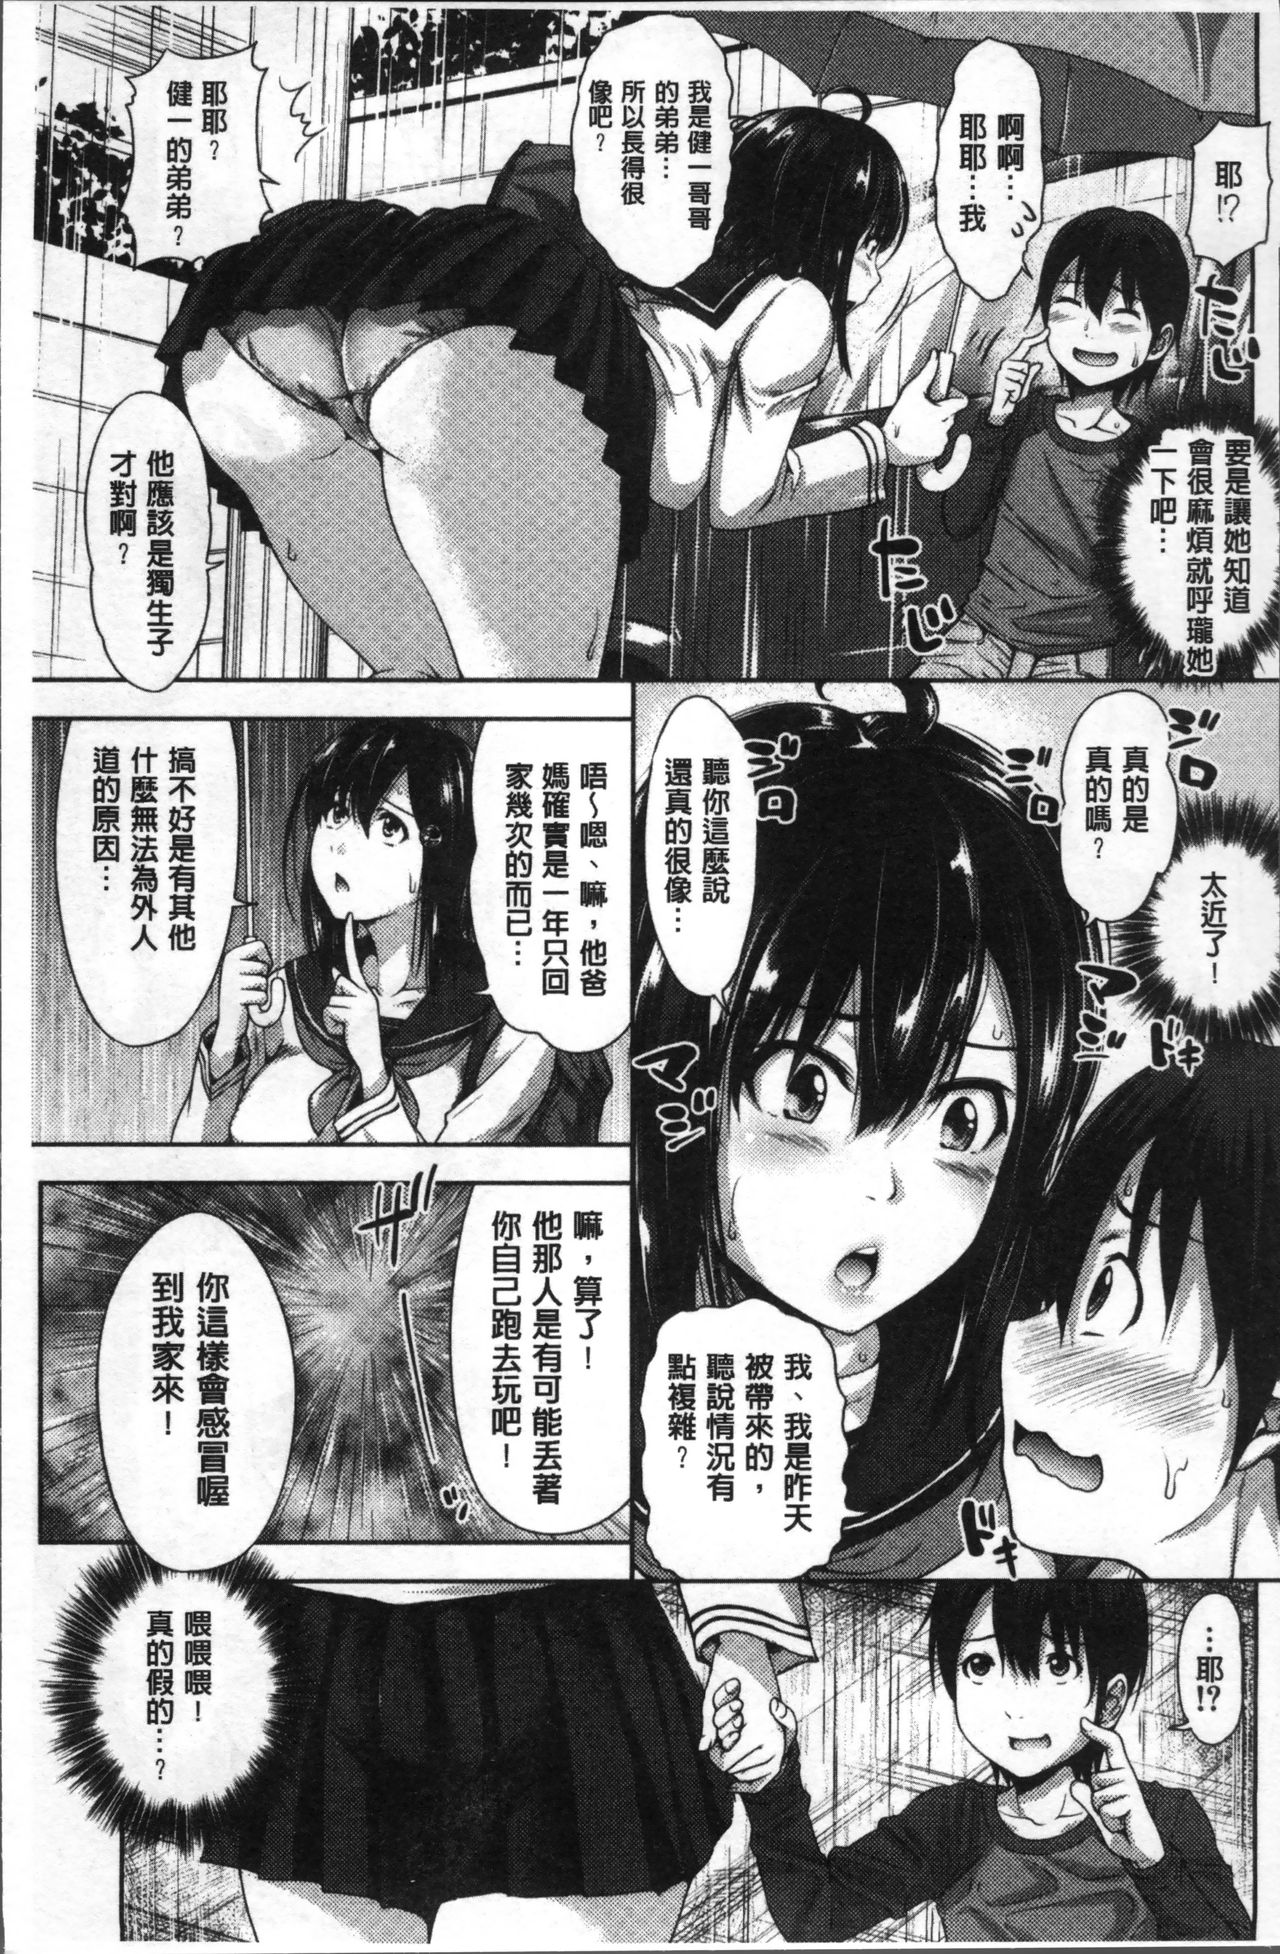 耶!?
啊啊…
耶耶…我
我是健一哥哥
的弟弟…
所以長得很
像吧?
耶耶?
健一的弟弟?
たじ
たじ
要是讓她知道
會很麻煩就呼瓏她
一下吧…
たじ
たじ
他應該是獨生子
才對啊?
真的是
真的嗎?
ジロ
ジロ
太近了!
聽你這麼說
還真的很像…
マジ
マジ
ドキ
我、我是昨天
被帶來的,
聽說情況有
點複雜?
ドキ
唔~嗯、嘛,他爸
媽確實是一年只回
家幾次的而已…
搞不好是有其他
什麼無法為外人
道的原因…
嘛,算了!
他那人是有可能丟著
你自己跑去玩吧!
ガ
ッ
你這樣會感冒喔
到我家來!
…耶!?
喂喂喂!
真的假的…?